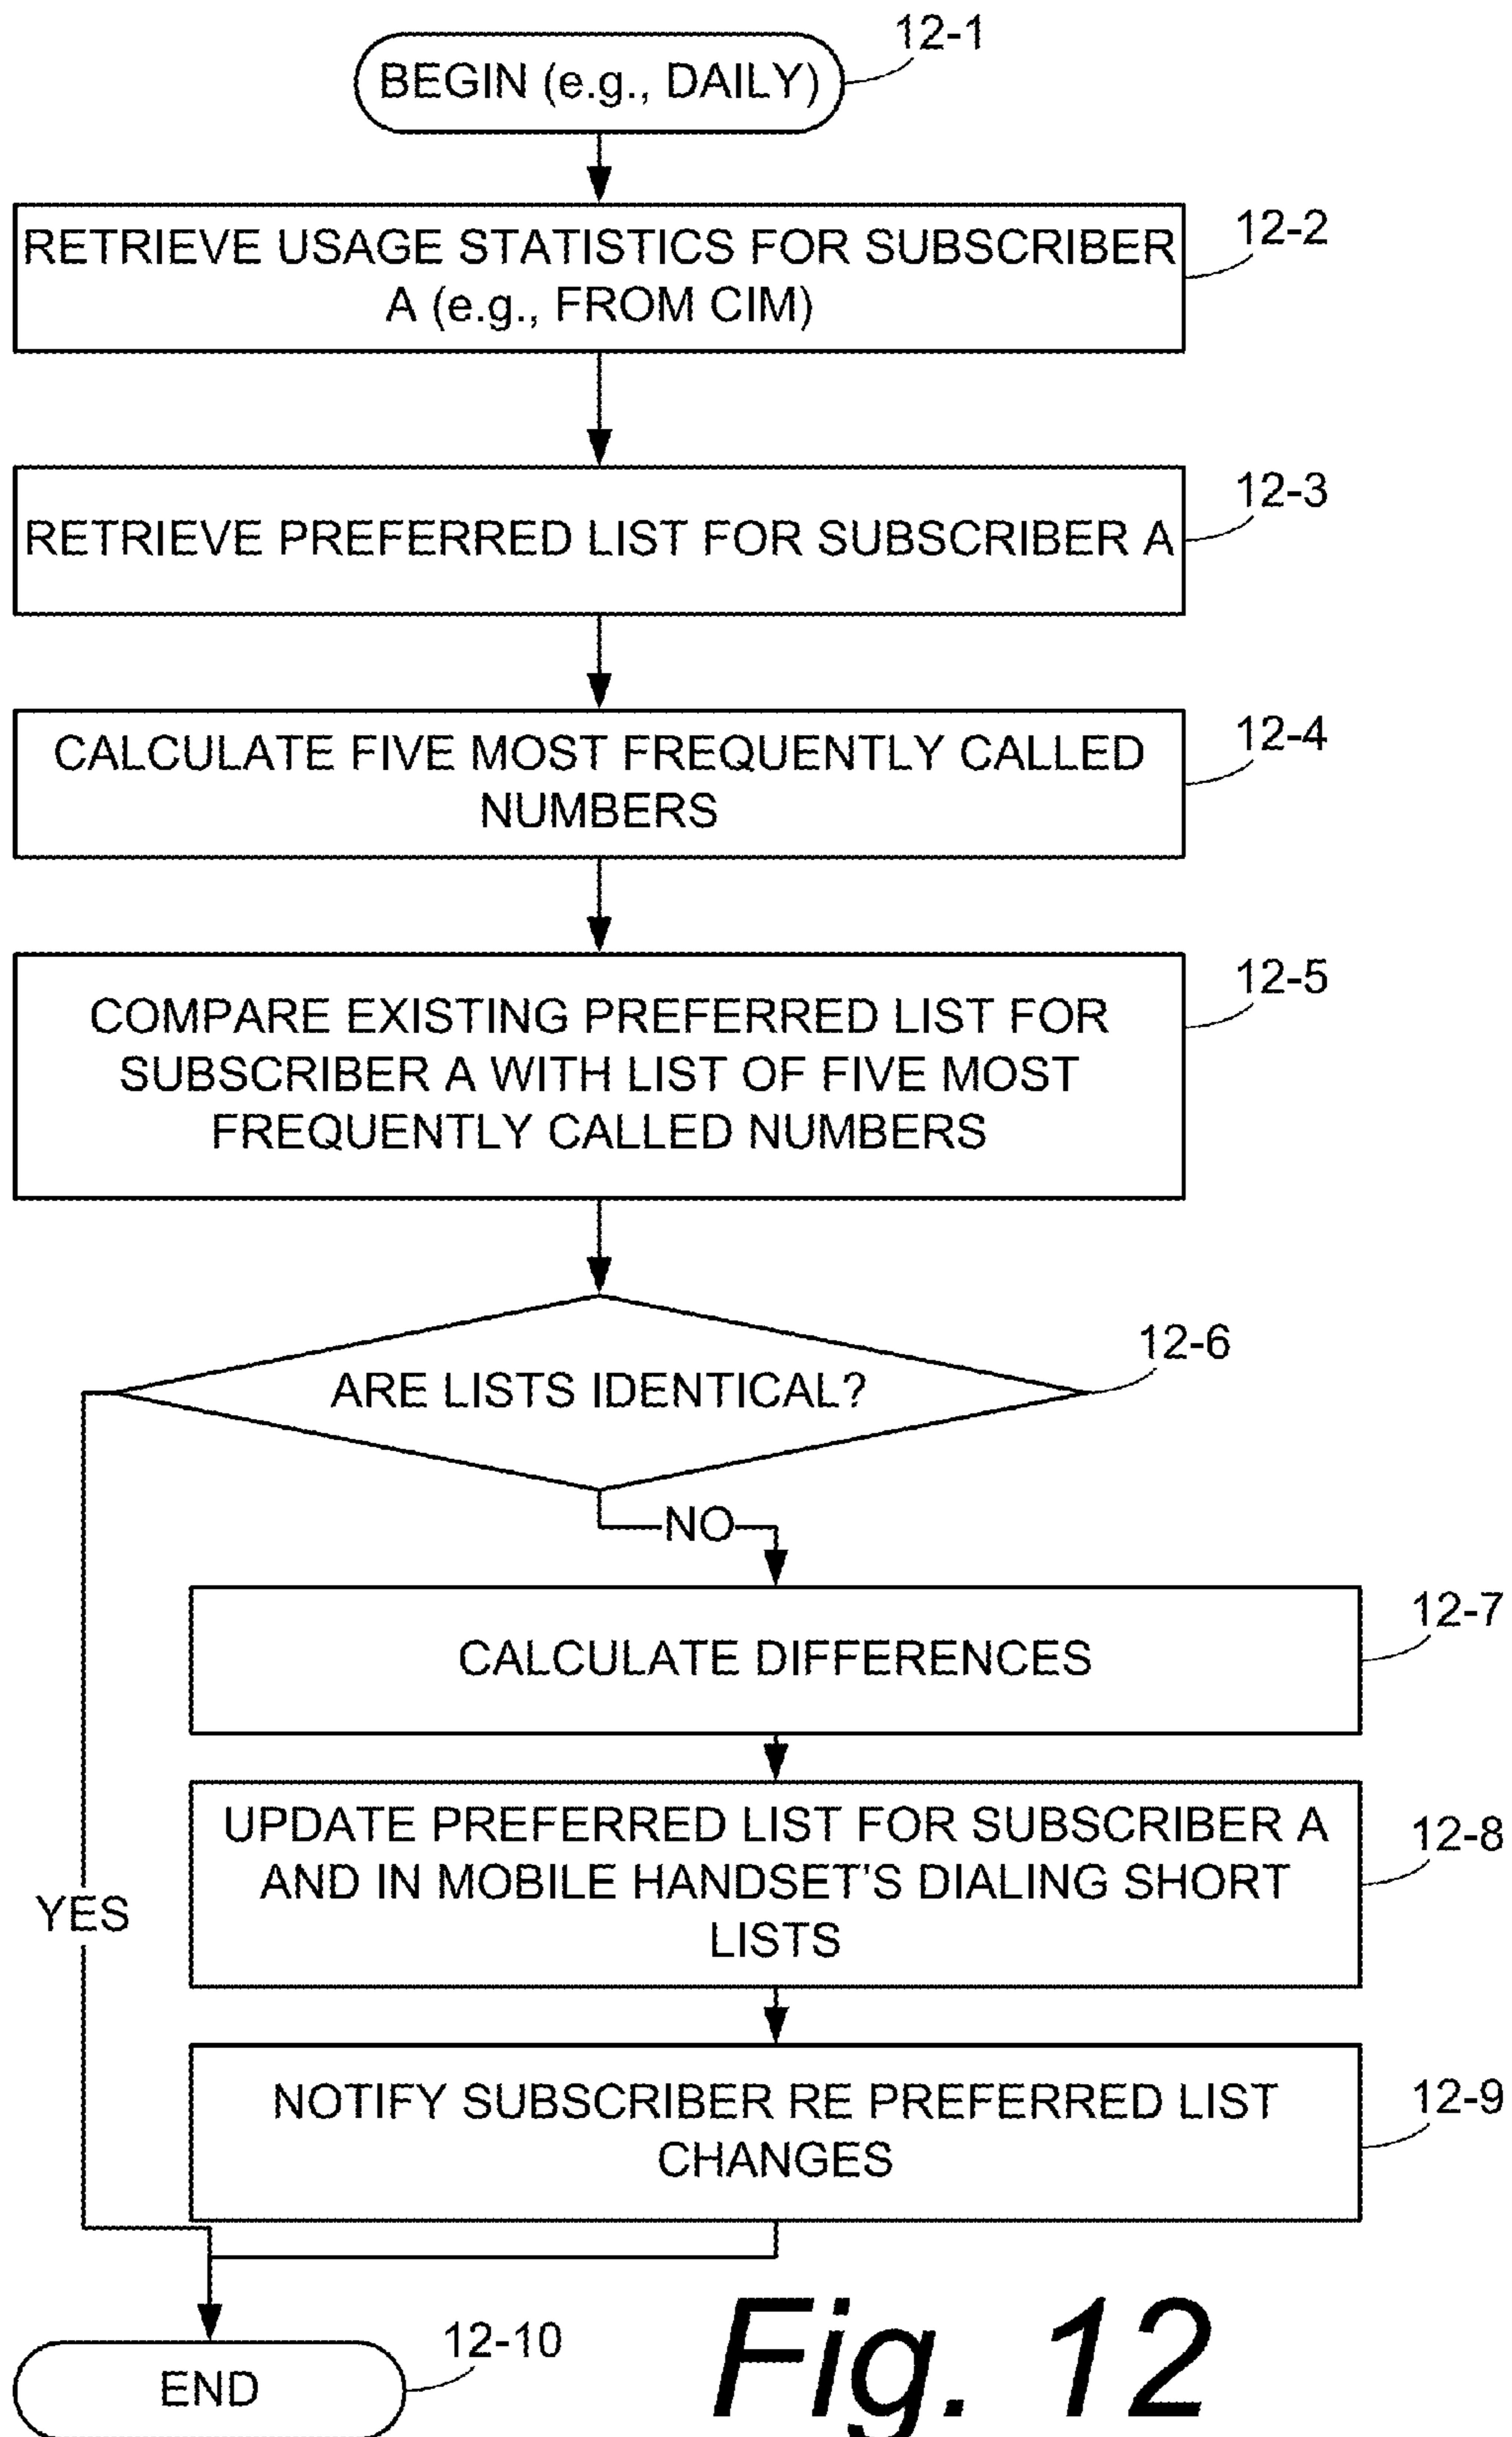 12-1
BEGIN (e.g., DAILY)
12-2
RETRIEVE USAGE STATISTICS FOR SUBSCRIBER
A (e.g., FROM CIM)
12-3
RETRIEVE PREFERRED LIST FOR SUBSCRIBER A
12-4
CALCULATE FIVE MOST FREQUENTLY CALLED
NUMBERS
12-5
COMPARE EXISTING PREFERRED LIST FOR
SUBSCRIBER A WITH LIST OF FIVE MOST
FREQUENTLY CALLED NUMBERS
12-6
ARE LISTS IDENTICAL?
NO
12-7
CALCULATE DIFFERENCES
12-8
UPDATE PREFERRED LIST FOR SUBSCRIBER A
AND IN MOBILE HANDSET'S DIALING SHORT
LISTS
YES
12-9
NOTIFY SUBSCRIBER RE PREFERRED LIST
CHANGES
12-10
END
Fig. 12